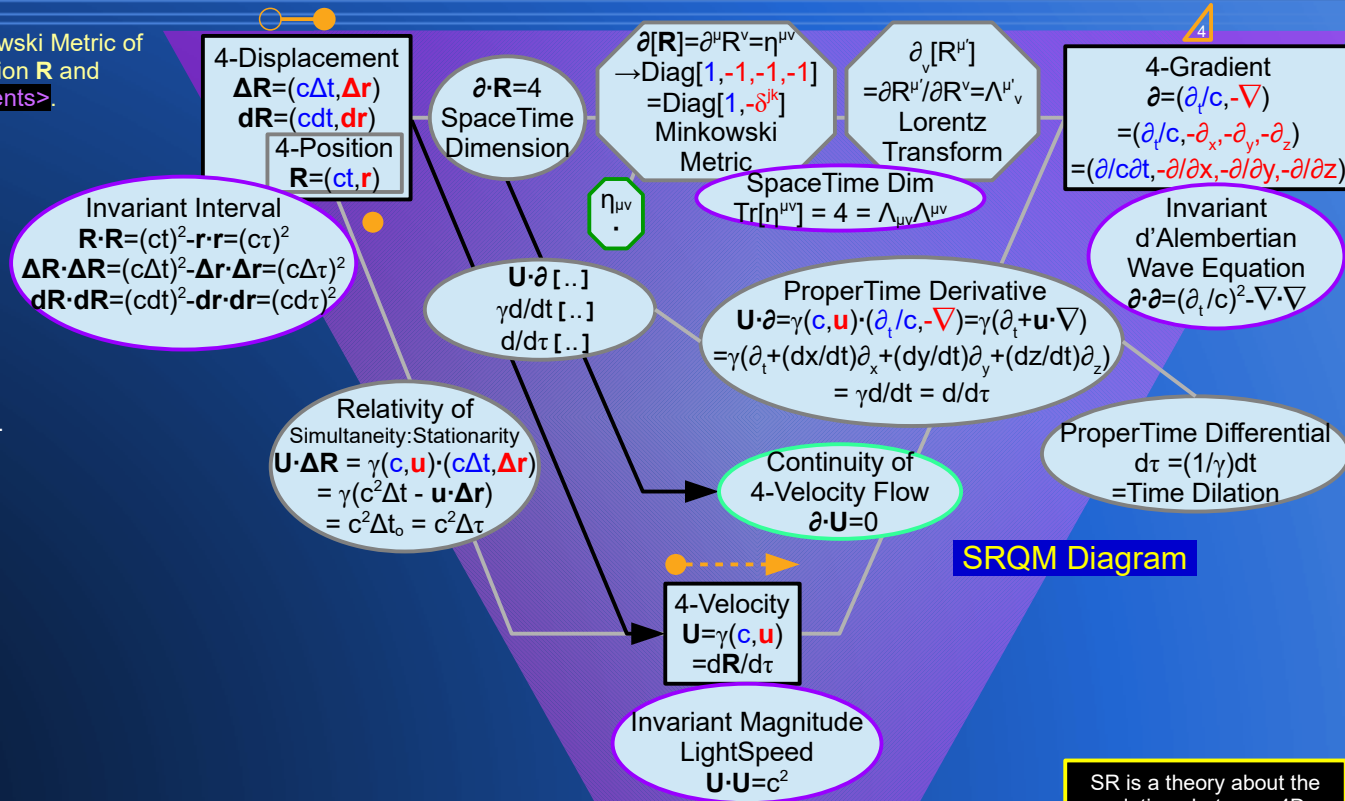 wski Metric of
ion R and
ents>.
4-Displacement
ΔR=(cΔt,Δr)
dR=(cdt,dr)
4-Position
R=(ct,r)
∂·R=4
SpaceTime
Dimension
∂[R]=∂^μR^ν=η^μν
→Diag[1,-1,-1,-1]
=Diag[1,-δ^jk]
Minkowski
Metric
∂_ν[R^μ']
=∂R^μ'/∂R^ν=Λ^μ'_ν
Lorentz
Transform
4
4-Gradient
∂=(∂_t/c,-∇)
=(∂_t/c,-∂_x,-∂_y,-∂_z)
=(∂/c∂t,-∂/∂x,-∂/∂y,-∂/∂z)
Invariant Interval
R·R=(ct)²-r·r=(cτ)²
ΔR·ΔR=(cΔt)²-Δr·Δr=(cΔτ)²
dR·dR=(cdt)²-dr·dr=(cdτ)²
η_μν
.
SpaceTime Dim
Tr[η^μν] = 4 = Λ_μνΛ^μν
Invariant
d'Alembertian
Wave Equation
∂·∂=(∂_t/c)²-∇·∇
U·∂ [..]
γd/dt [..]
d/dτ [..]
ProperTime Derivative
U·∂=γ(c,u)·(∂_t/c,-∇)=γ(∂_t+u·∇)
=γ(∂_t+(dx/dt)∂_x+(dy/dt)∂_y+(dz/dt)∂_z)
= γd/dt = d/dτ
Relativity of
Simultaneity:Stationarity
U·ΔR = γ(c,u)·(cΔt,Δr)
= γ(c²Δt - u·Δr)
= c²Δt_o = c²Δτ
.
ProperTime Differential
dτ =(1/γ)dt
=Time Dilation
Continuity of
4-Velocity Flow
∂·U=0
SRQM Diagram
4-Velocity
U=γ(c,u)
=dR/dτ
Invariant Magnitude
LightSpeed
U·U=c²
SR is a theory about the